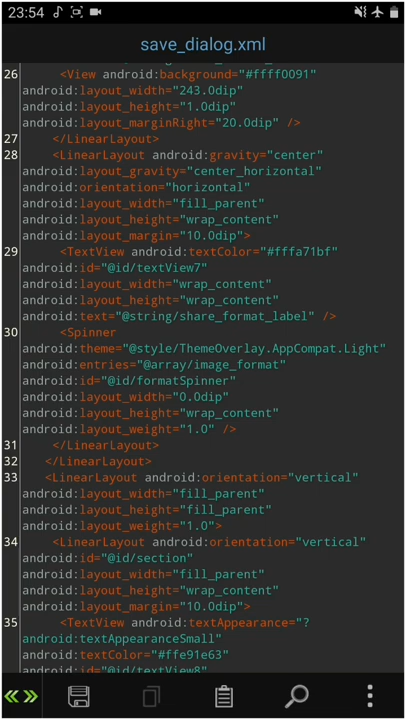 23:54
save_dialog.xml
26 <View android:background="#ffff0091"
android:layout_width="243.0dip"
android:layout_height="1.0dip"
android:layout_marginRight="20.0dip" />
27 </LinearLayout>
28 <LinearLayout android:gravity="center"
android:layout_gravity="center_horizontal"
android:orientation="horizontal"
android:layout_width="fill_parent"
android:layout_height="wrap_content"
android:layout_margin="10.0dip">
29 <TextView android:textColor="#fffa71bf"
android:id="@id/textView7"
android:layout_width="wrap_content"
android:layout_height="wrap_content"
android:text="@string/share_format_label" />
30 <Spinner
android:theme="@style/ThemeOverlay.AppCompat.Light"
android:entries="@array/image_format"
android:id="@id/formatSpinner"
android:layout_width="0.0dip"
android:layout_height="wrap_content"
android:layout_weight="1.0" />
31 </LinearLayout>
32 </LinearLayout>
33 <LinearLayout android:orientation="vertical"
android:layout_width="fill_parent"
android:layout_height="fill_parent"
android:layout_weight="1.0">
34 <LinearLayout android:orientation="vertical"
android:id="@id/section"
android:layout_width="fill_parent"
android:layout_height="wrap_content"
android:layout_margin="10.0dip">
35 <TextView android:textAppearance="?
android:textAppearanceSmall"
android:textColor="#ffe91e63"
android:id="@id/textView8"